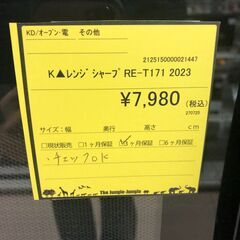 KD/オーブン・電 その他
2125150000021447
K▲レンジ シャープ RE-T171 2023
¥7,980 (税込)
270723
サイズ:幅 奥行 高さ cm
□現状販売 □1ヶ月保証 ☑3ヶ月保証 □6ヶ月保証
・チェックOK
The Jungle-Jungle